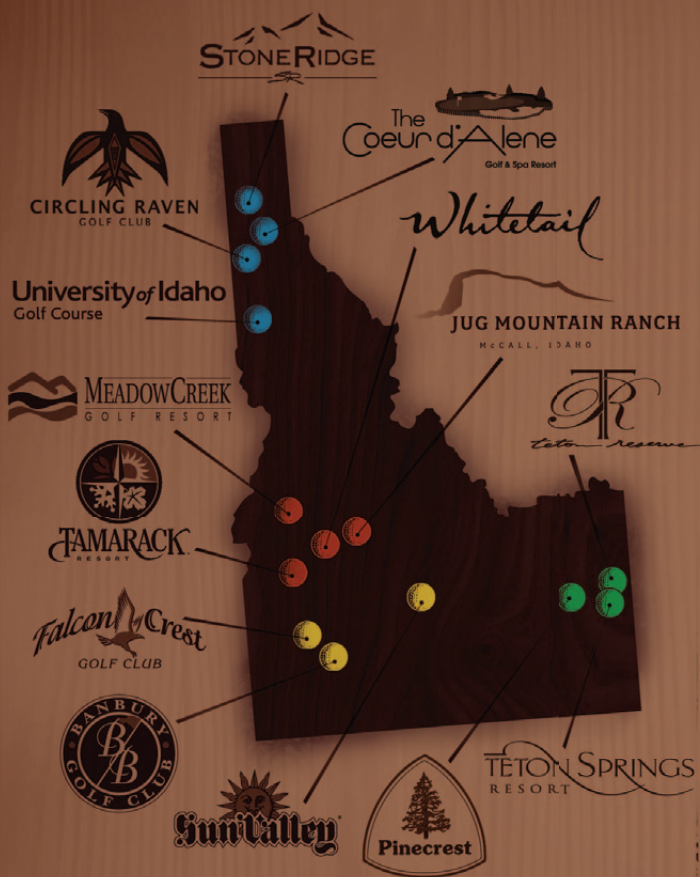 STONERIDGE
SR
The
Coeur d'Alene
Golf & Spa Resort
CIRCLING RAVEN
GOLF CLUB
Whitetail
University of Idaho
Golf Course
JUG MOUNTAIN RANCH
McCALL, IDAHO
MEADOWCREEK
GOLF RESORT
TR
teton reserve
TAMARACK
RESORT
Falcon Crest
GOLF CLUB
BANBURY
BB
GOLF CLUB
TETON SPRINGS
RESORT
Sun Valley
Pinecrest